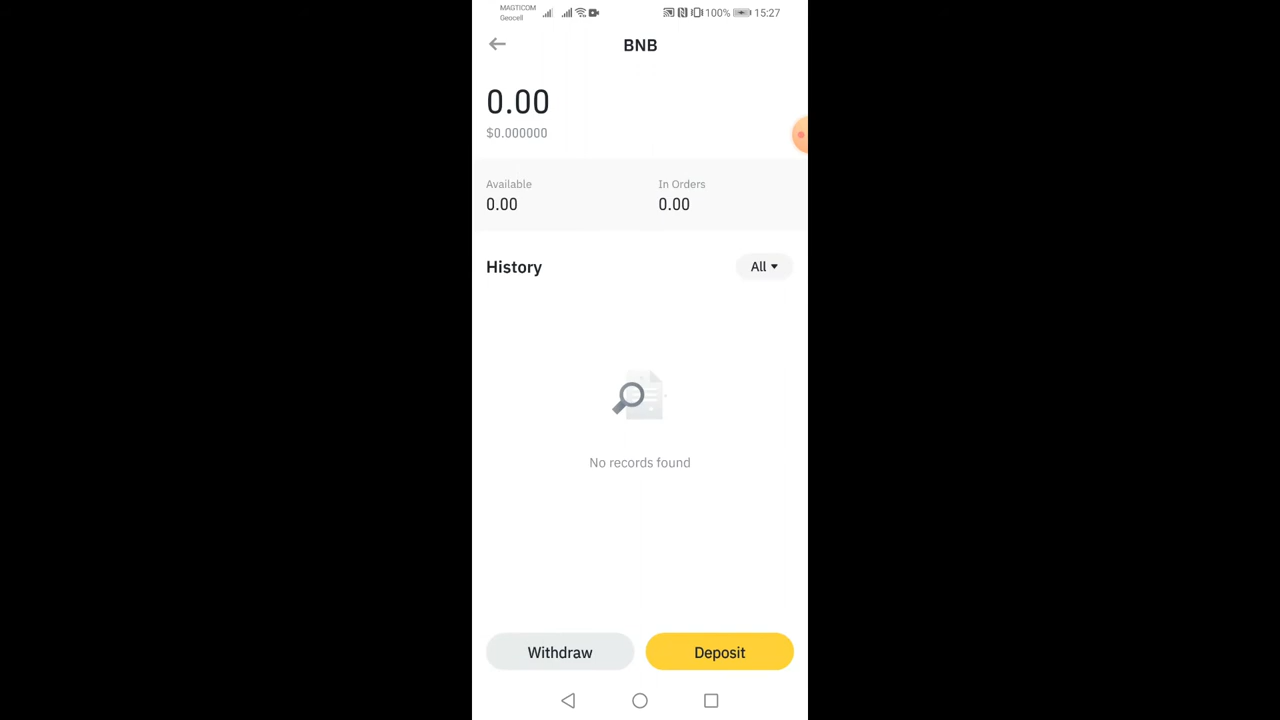 MAGTICOM
Geocell
100%
15:27
BNB
0.00
$0.000000
Available
In Orders
0.00
0.00
History
All
No records found
Withdraw
Deposit